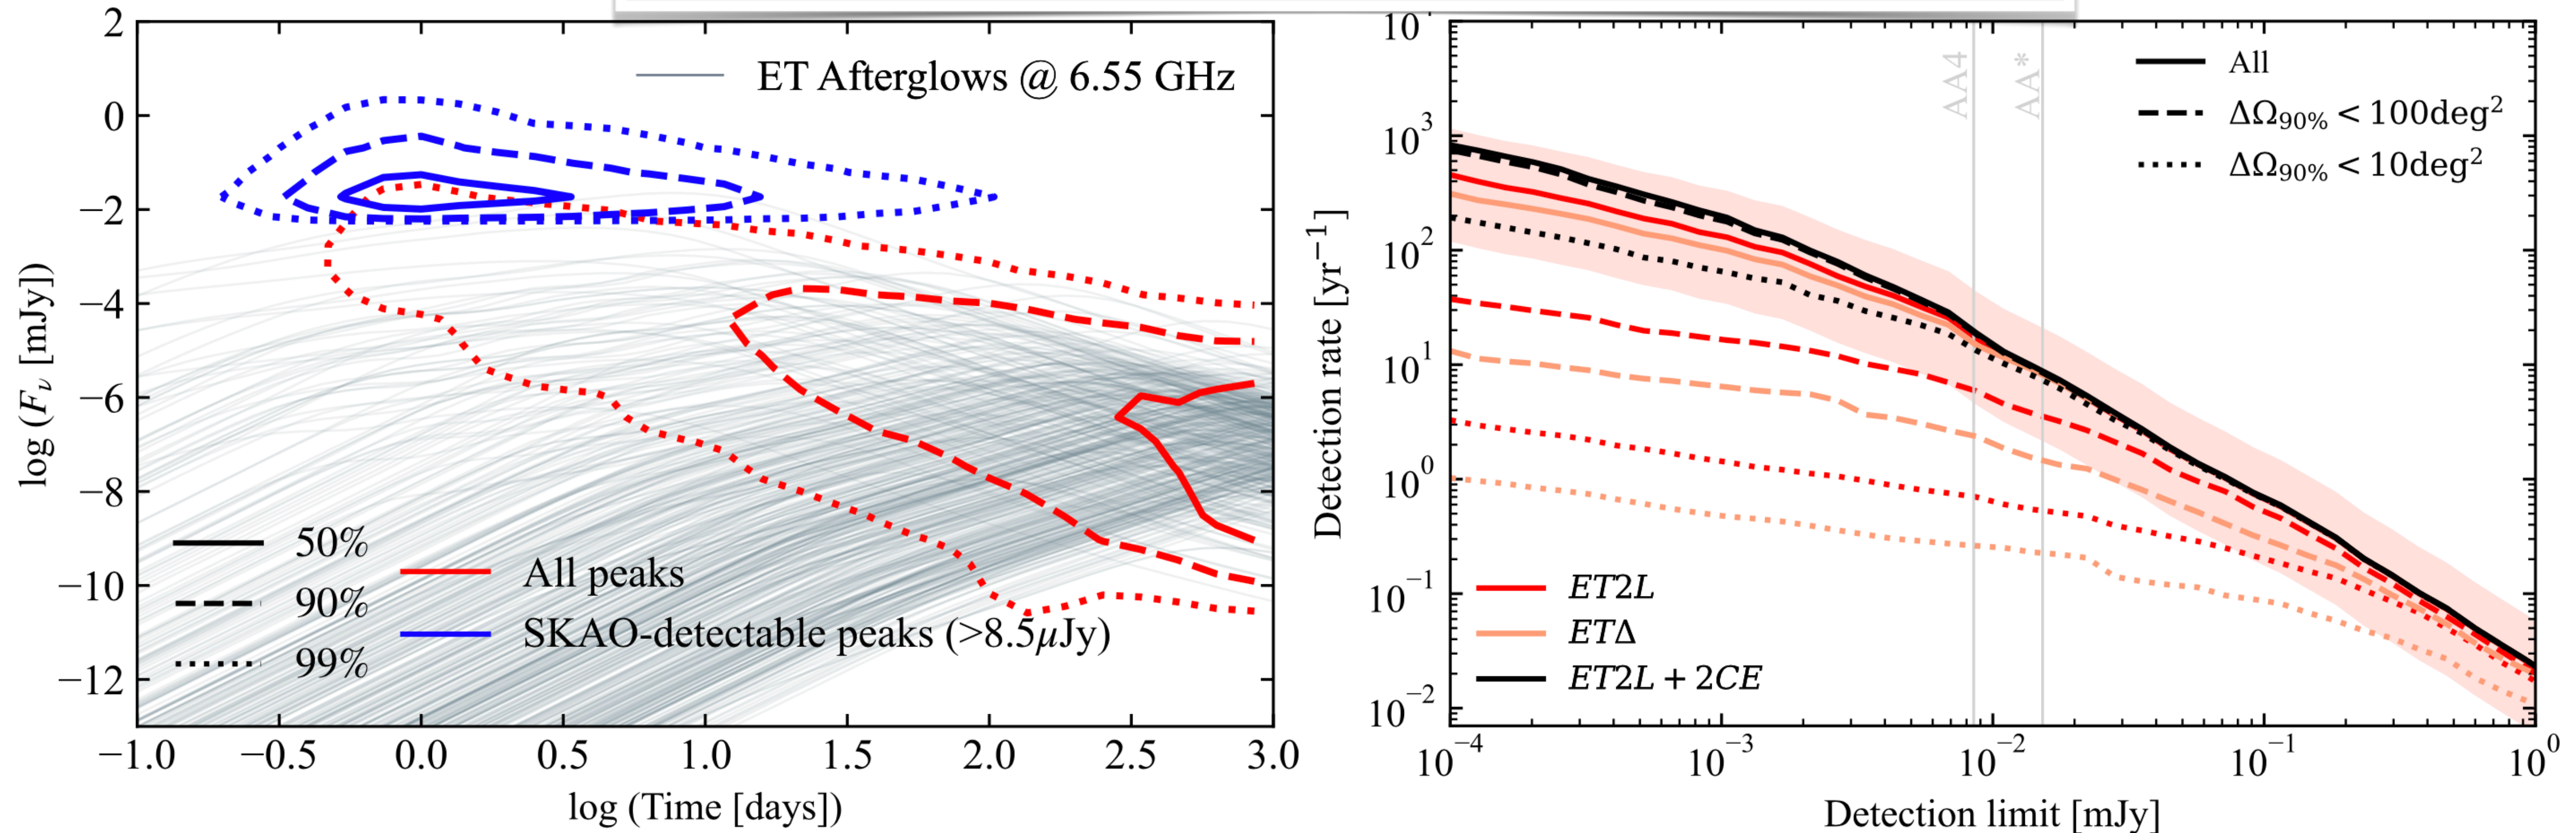 2
0
−2
−4
−6
−8
−10
−12
log (Fν [mJy])
ET Afterglows @ 6.55 GHz
50%
90%
99%
All peaks
SKAO-detectable peaks (>8.5μJy)
−1.0 −0.5 0.0 0.5 1.0 1.5 2.0 2.5 3.0
log (Time [days])
10³
10²
10¹
10⁰
10⁻¹
10⁻²
Detection rate [yr⁻¹]
AA4
AA*
All
ΔΩ90% < 100deg²
ΔΩ90% < 10deg²
ET2L
ETΔ
ET2L + 2CE
10⁻⁴ 10⁻³ 10⁻² 10⁻¹ 10⁰
Detection limit [mJy]